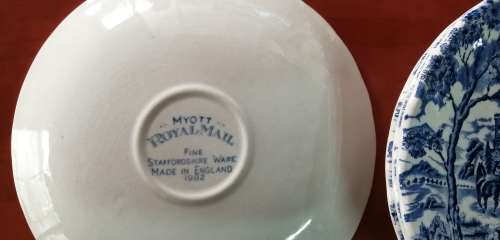 MYOTT
ROYAL MAIL
FINE
STAFFORDSHIRE WARE
MADE IN ENGLAND
1982